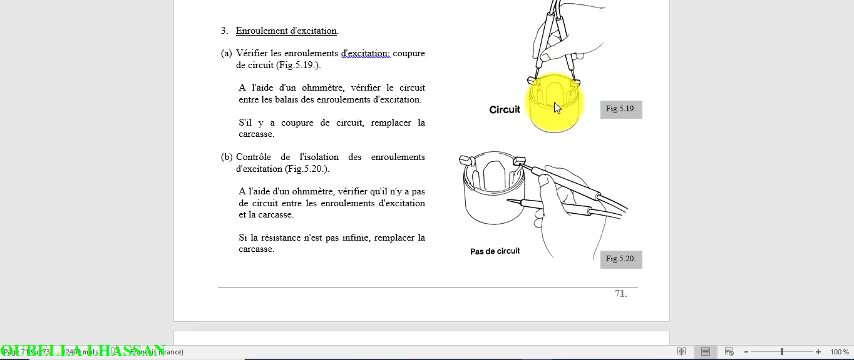 3. Enroulement d'excitation.
(a) Vérifier les enroulements d'excitation: coupure
de circuit (Fig.5.19.).
A l'aide d'un ohmmètre, vérifier le circuit
entre les balais des enroulements d'excitation.
S'il y a coupure de circuit, remplacer la
carcasse.
Circuit
Fig.5.19.
(b) Contrôle de l'isolation des enroulements
d'excitation (Fig.5.20.).
A l'aide d'un ohmmètre, vérifier qu'il n'y a pas
de circuit entre les enroulements d'excitation
et la carcasse.
Si la résistance n'est pas infinie, remplacer la
carcasse.
Pas de circuit
Fig.5.20.
71.
OUBELLA LHASSAN
100 %